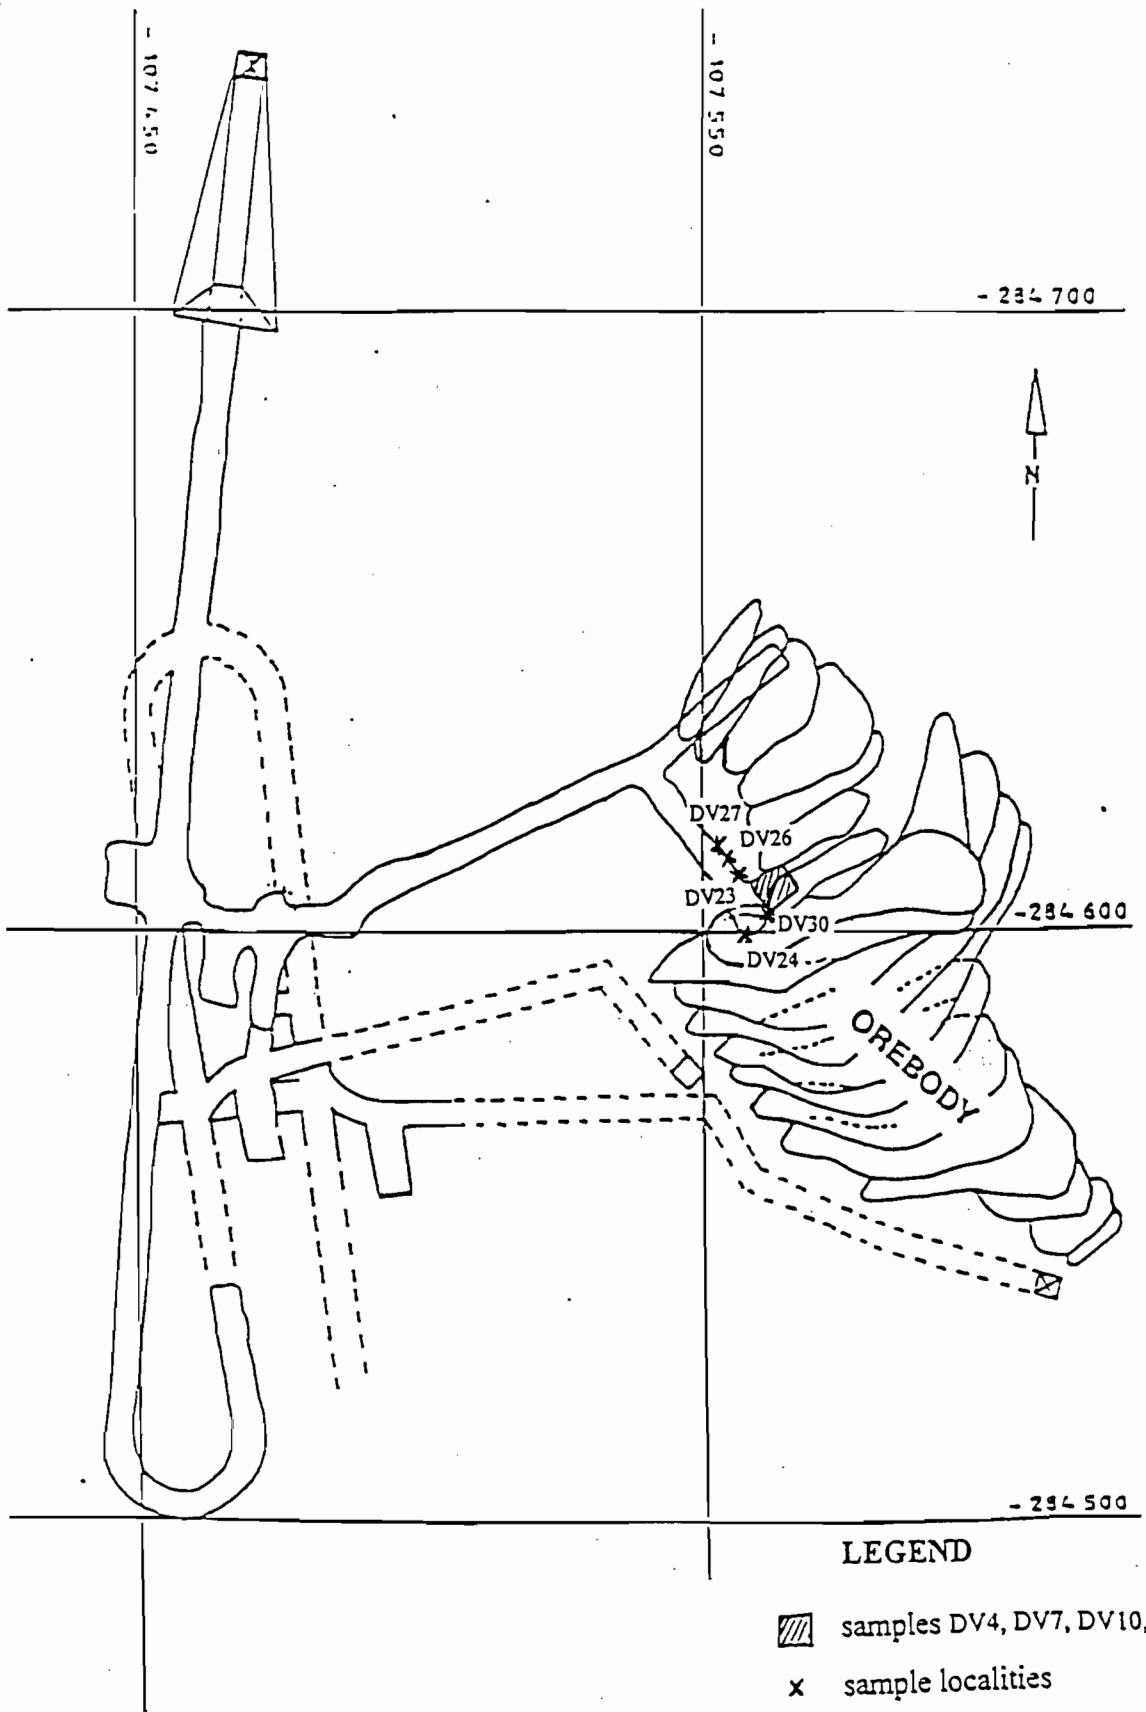 - 107 450
- 107 550
- 284 700
N
DV27
DV26
DV23
- 284 600
DV30
DV24
OREBODY
- 284 500
LEGEND
samples DV4, DV7, DV10,
x sample localities